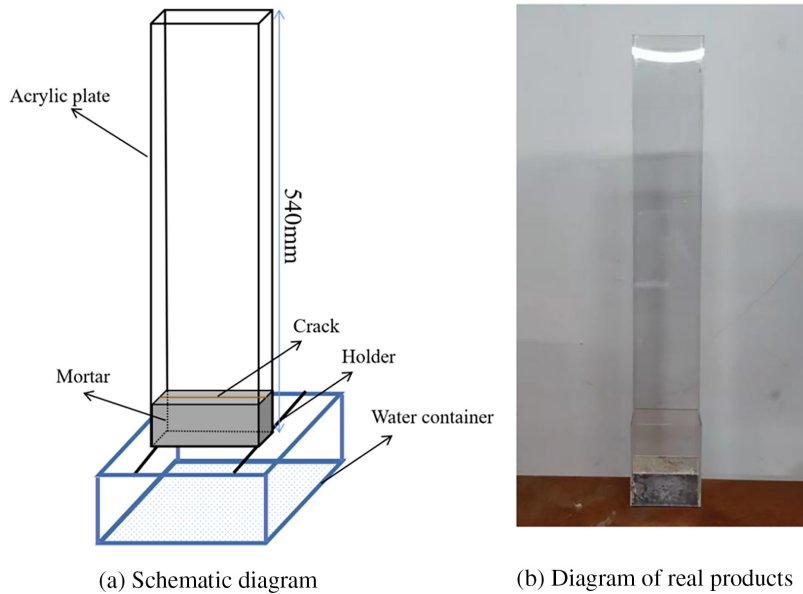 Acrylic plate
540mm
Crack
Holder
Mortar
Water container
(a) Schematic diagram
(b) Diagram of real products